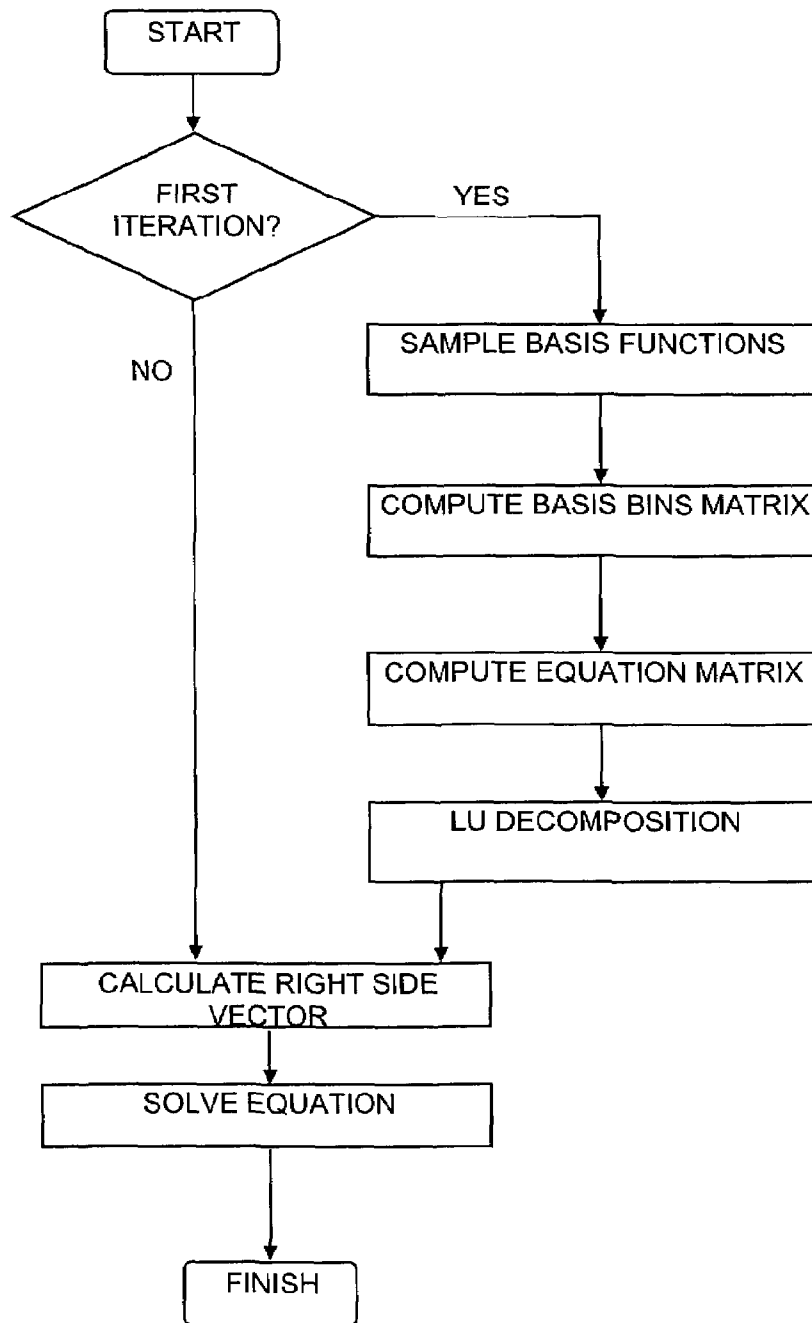 START
FIRST
ITERATION?
YES
NO
SAMPLE BASIS FUNCTIONS
COMPUTE BASIS BINS MATRIX
COMPUTE EQUATION MATRIX
LU DECOMPOSITION
CALCULATE RIGHT SIDE
VECTOR
SOLVE EQUATION
FINISH